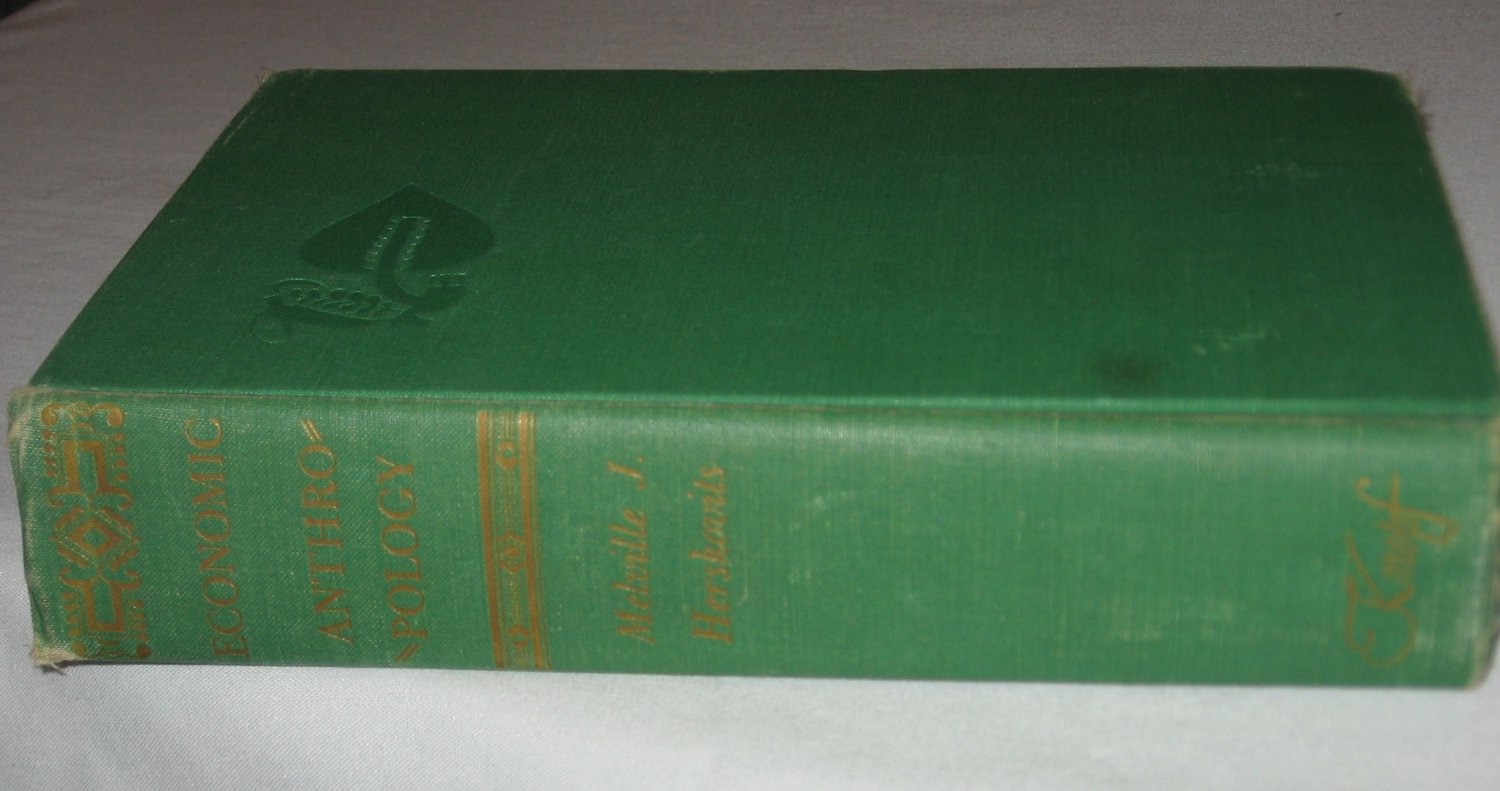 ECONOMIC
ANTHRO=
=POLOGY
Melville J.
Herskovits
Knopf